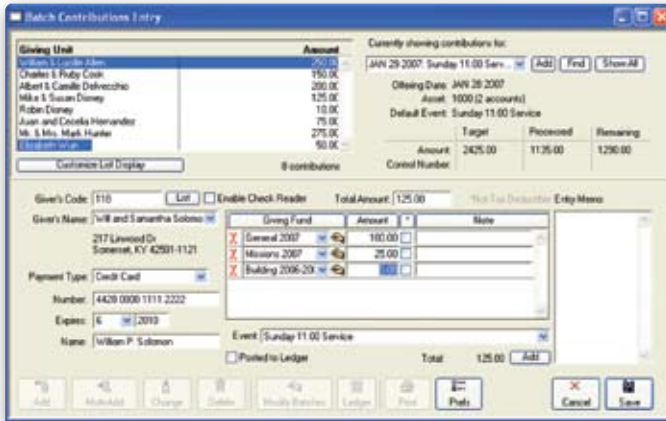 Batch Contributions Entry
Giving Unit Amount
William & Lucille Allen 250.00
Charles & Ruby Cook 150.00
Albert & Camille Delvecchio 200.00
Mike & Susan Disney 125.00
Robin Disney 10.00
Juan and Cecelia Hernandez 75.00
Mr. & Mrs. Mark Hunter 275.00
Elizabeth 50.00
Customize List Display 8 contributions
Currently showing contributions for:
JAN 29 2007: Sunday 11:00 Serv... Add Find Show All
Offering Date: JAN 28 2007
Asset: 1000 (2 accounts)
Default Event: Sunday 11:00 Service
Target Processed Remaining
Amount: 2425.00 1135.00 1290.00
Control Number:
Giver's Code: 118 List Enable Check Reader Total Amount: 125.00 *Not Tax Deductible Entry Memo:
Giver's Name: Will and Samantha Solomo
217 Linwood Dr
Somerset, KY 42501-1121
Giving Fund Amount * Note
X General 2007 100.00
X Missions 2007 25.00
X Building 2006-20
Payment Type: Credit Card
Number: 4428 0000 1111 2222
Expires: 6 2010
Name: William P. Solomon
Event: Sunday 11:00 Service
Posted to Ledger Total: 125.00 Add
Add Multi-Add Change Delete Modify Batches Ledger Print Prefs Cancel Save